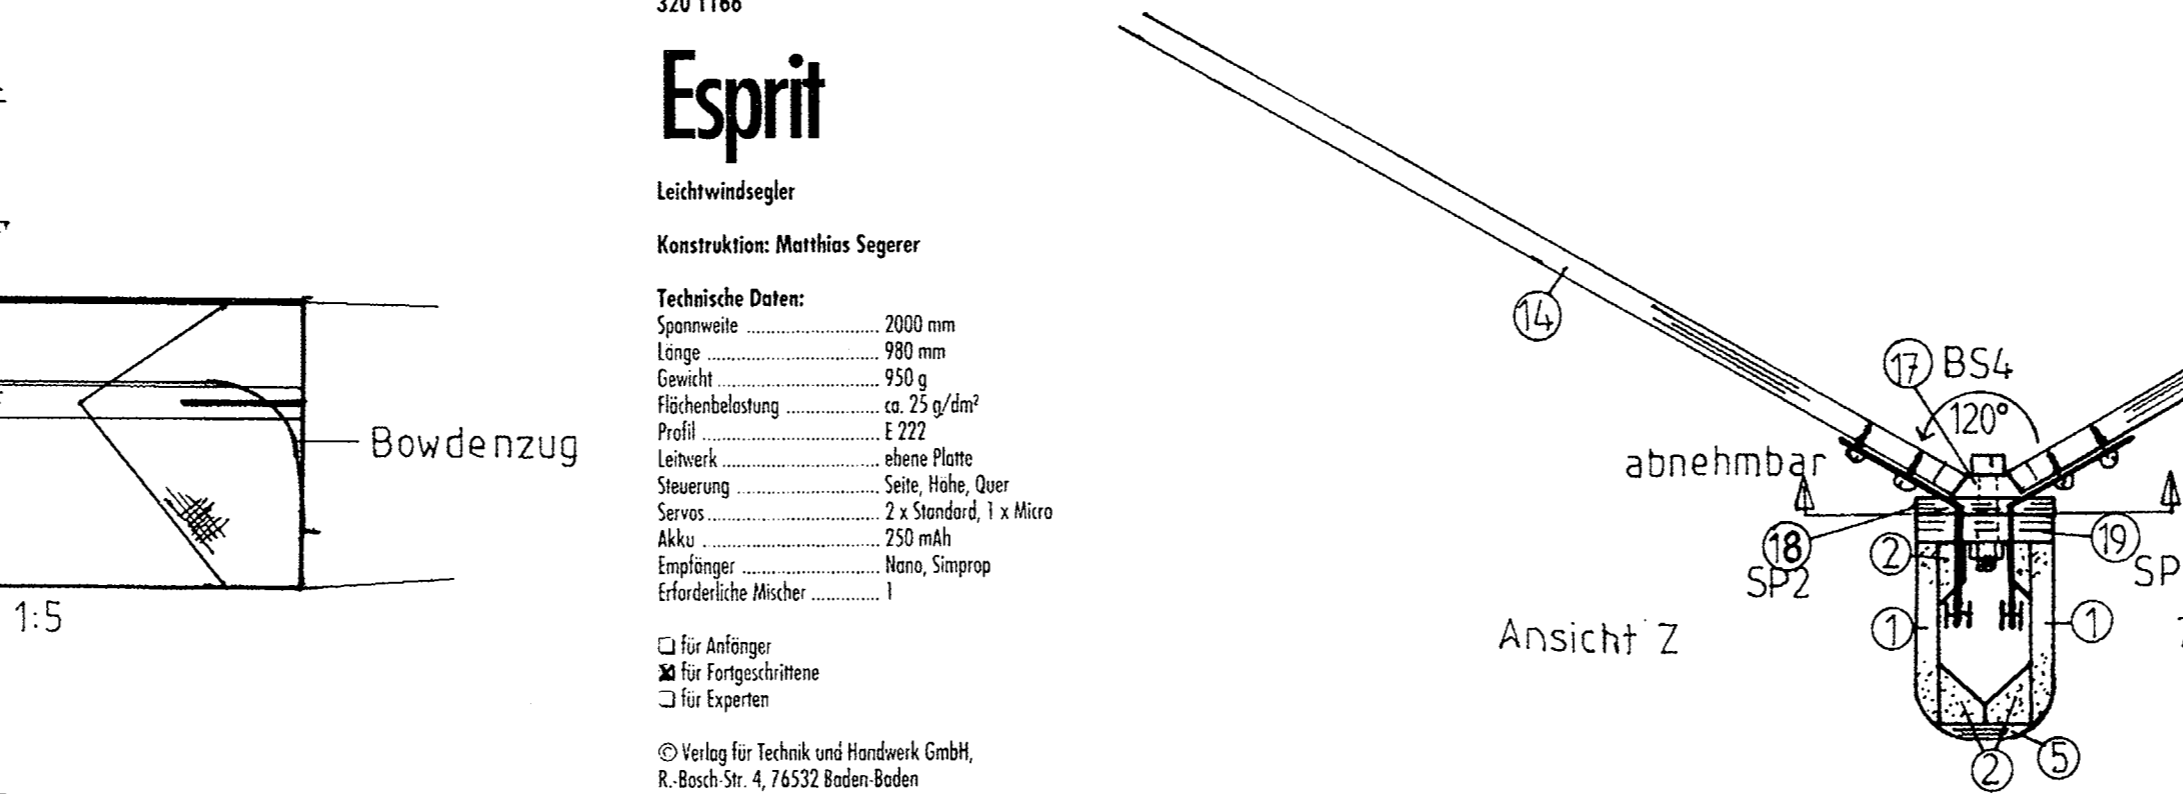 320 1166
Esprit
Leichtwindsegler
Konstruktion: Matthias Segerer
Technische Daten:
Spannweite ........................ 2000 mm
Länge ................................ 980 mm
Gewicht .............................. 950 g
Flächenbelastung ................. ca. 25 g/dm²
Profil ................................. E 222
Leitwerk ............................. ebene Platte
Steuerung ........................... Seite, Höhe, Quer
Servos ................................ 2 x Standard, 1 x Micro
Akku ................................. 250 mAh
Empfänger .......................... Nano, Simprop
Erforderliche Mischer .............. 1
für Anfänger
für Fortgeschrittene
für Experten
© Verlag für Technik und Handwerk GmbH,
R.-Bosch-Str. 4, 76532 Baden-Baden
Bowdenzug
1:5
14
17 BS4
120°
abnehmbar
18
SP2
2
19
SP
1
1
Ansicht Z
2
5